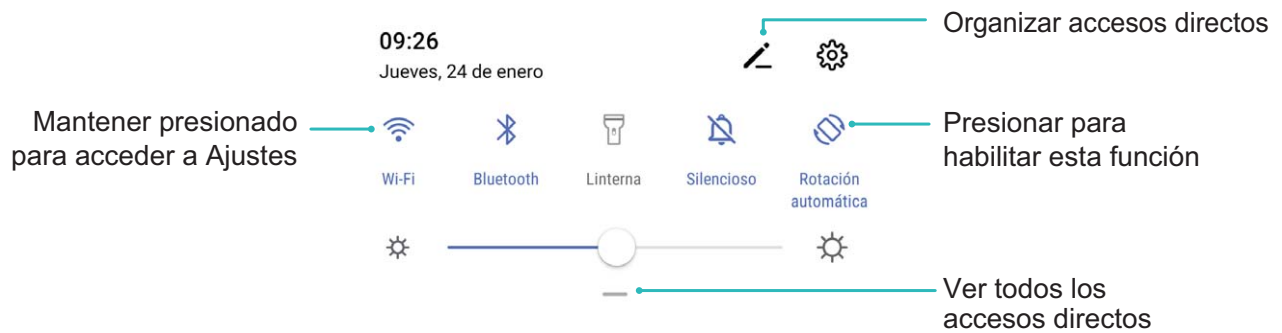 Organizar accesos directos
09:26
Jueves, 24 de enero
Mantener presionado
para acceder a Ajustes
Presionar para
habilitar esta función
Wi-Fi
Bluetooth
Linterna
Silencioso
Rotación
automática
Ver todos los
accesos directos